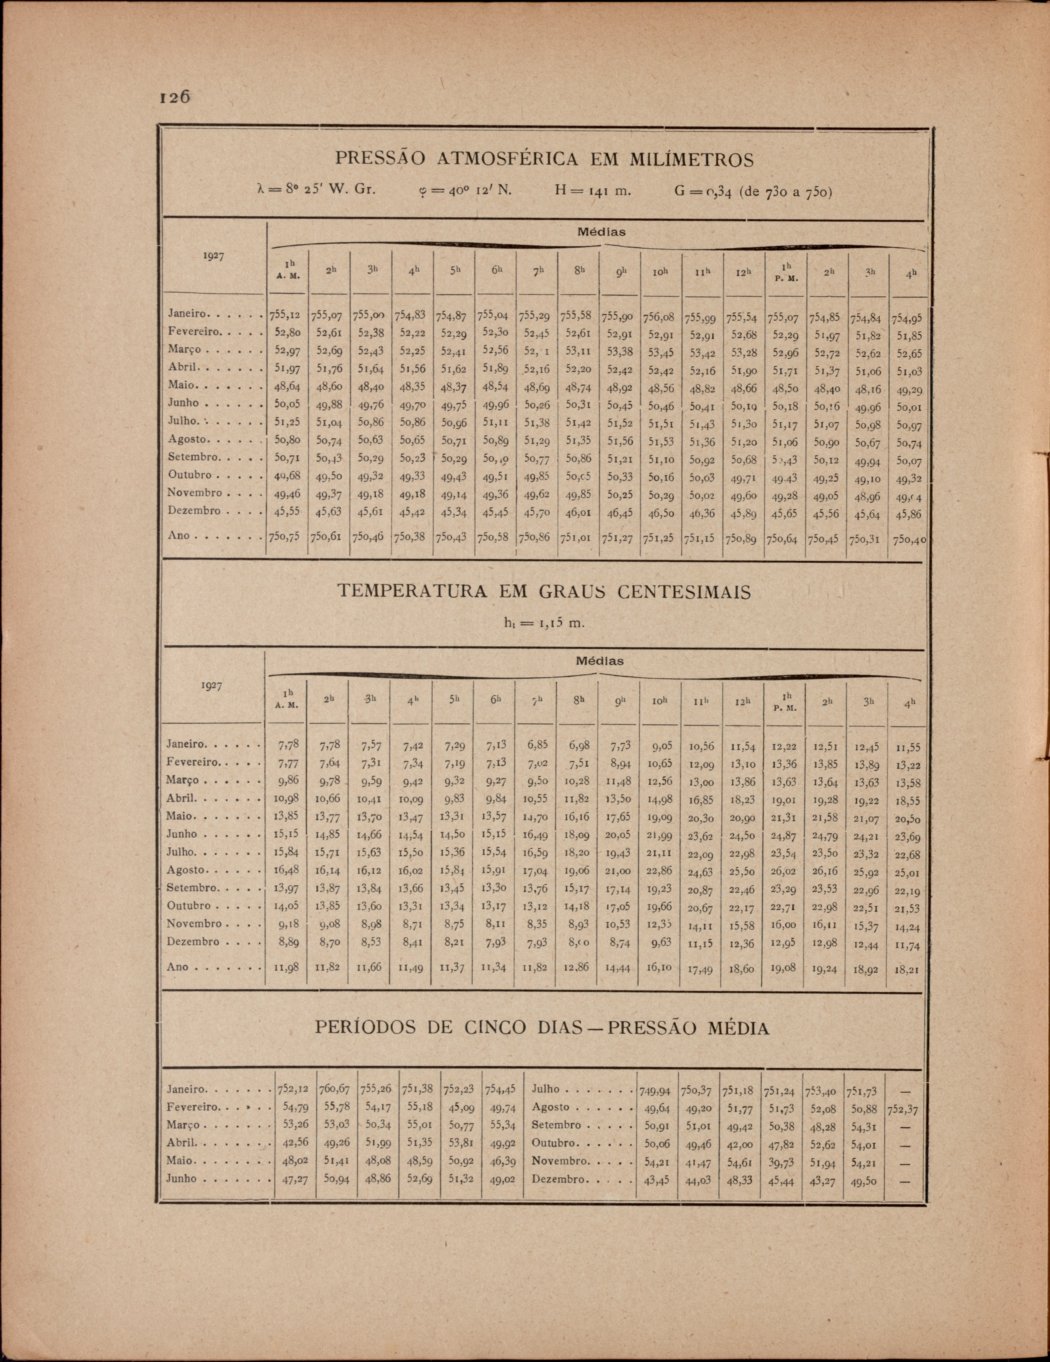 126
PRESSÃO ATMOSFÉRICA EM MILÍMETROS
λ = 8º 25' W. Gr. φ = 40º 12' N. H = 141 m. G = 0,34 (de 730 a 750)
Médias
1927 1h A. M. 2h 3h 4h 5h 6h 7h 8h 9h 10h 11h 12h 1h P. M. 2h 3h 4h
Janeiro. . . . . . 755,12 755,07 755,00 754,83 754,87 755,04 755,29 755,58 755,90 756,08 755,99 755,54 755,07 754,85 754,84 754,95
Fevereiro. . . . . 52,80 52,61 52,38 52,22 52,29 52,30 52,45 52,61 52,91 52,91 52,91 52,68 52,29 51,97 51,82 51,85
Março . . . . . . 52,97 52,69 52,43 52,25 52,41 52,56 53,11 53,38 53,45 53,42 53,28 52,96 52,72 52,62 52,65
Abril. . . . . . . 51,97 51,76 51,64 51,56 51,62 51,89 52,16 52,20 52,42 52,42 52,16 51,90 51,71 51,37 51,06 51,03
Maio. . . . . . . 48,64 48,60 48,40 48,35 48,37 48,54 48,69 48,74 48,92 48,56 48,82 48,66 48,50 48,40 48,16 49,29
Junho . . . . . . 50,05 49,88 49,76 49,70 49,75 49,96 50,26 50,31 50,45 50,46 50,41 50,19 50,18 50,16 49,96 50,01
Julho. . . . . . . 51,25 51,04 50,86 50,86 50,96 51,11 51,38 51,42 51,52 51,51 51,43 51,30 51,17 51,07 50,98 50,97
Agosto. . . . . . 50,80 50,74 50,63 50,65 50,71 50,89 51,29 51,35 51,56 51,53 51,36 51,20 51,06 50,90 50,67 50,74
Setembro. . . . . 50,71 50,43 50,29 50,23 50,29 50,77 50,86 51,21 51,10 50,92 50,68 50,12 49,94 50,07
Outubro . . . . . 49,68 49,50 49,32 49,33 49,43 49,51 49,85 50,33 50,16 50,03 49,71 49,43 49,25 49,10 49,32
Novembro . . . . 49,46 49,37 49,18 49,18 49,14 49,36 49,62 49,85 50,25 50,29 50,02 49,60 49,28 49,05 48,96
Dezembro . . . . 45,55 45,63 45,61 45,42 45,34 45,45 45,70 46,01 46,45 46,50 46,36 45,89 45,65 45,56 45,64 45,86
Ano . . . . . . . 750,75 750,61 750,46 750,38 750,43 750,58 750,86 751,01 751,27 751,25 751,15 750,89 750,64 750,45 750,31 750,40
TEMPERATURA EM GRAUS CENTESIMAIS
ht = 1,15 m.
Médias
1927 1h A. M. 2h 3h 4h 5h 6h 7h 8h 9h 10h 11h 12h 1h P. M. 2h 3h 4h
Janeiro. . . . . . 7,78 7,78 7,57 7,42 7,29 7,13 6,85 6,98 7,73 9,05 10,56 11,54 12,22 12,51 12,45 11,55
Fevereiro. . . . . 7,77 7,64 7,31 7,34 7,19 7,13 7,02 7,51 8,94 10,65 12,09 13,10 13,36 13,85 13,89 13,22
Março . . . . . . 9,86 9,78 9,59 9,42 9,32 9,27 9,50 10,28 11,48 12,56 13,00 13,86 13,63 13,64 13,63 13,58
Abril. . . . . . . 10,98 10,66 10,41 10,09 9,83 9,84 10,55 11,82 13,50 14,98 16,85 18,23 19,01 19,28 19,22 18,55
Maio. . . . . . . 13,85 13,77 13,70 13,47 13,31 13,57 14,70 16,16 17,65 19,09 20,30 20,90 21,31 21,58 21,07 20,50
Junho . . . . . . 15,15 14,85 14,66 14,54 14,50 15,15 16,49 18,09 20,05 21,99 23,62 24,50 24,87 24,79 24,21 23,69
Julho. . . . . . . 15,84 15,71 15,63 15,50 15,36 15,54 16,59 18,20 19,43 21,11 22,09 22,98 23,54 23,50 23,32 22,68
Agosto. . . . . . 16,48 16,14 16,12 16,02 15,84 15,91 17,04 19,06 21,00 22,86 24,63 25,50 26,02 26,16 25,92 25,01
Setembro. . . . . 13,97 13,87 13,84 13,66 13,45 13,30 13,76 15,17 17,14 19,23 20,87 22,46 23,29 23,53 22,96 22,19
Outubro . . . . . 14,05 13,85 13,60 13,31 13,34 13,17 13,12 14,18 17,05 19,66 20,67 22,17 22,71 22,98 22,51 21,53
Novembro . . . . 9,18 9,08 8,98 8,71 8,75 8,11 8,35 8,93 10,53 12,35 14,11 15,58 16,00 16,11 15,37 14,24
Dezembro . . . . 8,89 8,70 8,53 8,41 8,21 7,93 7,93 8,74 9,63 11,15 12,36 12,95 12,98 12,44 11,74
Ano . . . . . . . 11,98 11,82 11,66 11,49 11,37 11,34 11,82 12,86 14,44 16,10 17,49 18,60 19,08 19,24 18,92 18,21
PERÍODOS DE CINCO DIAS — PRESSÃO MÉDIA
Janeiro. . . . . . . 752,12 760,67 755,26 751,38 752,23 754,45 Julho . . . . . . . 749,94 750,37 751,18 751,24 753,40 751,73 —
Fevereiro. . . . . 54,79 55,78 54,17 55,18 45,09 49,74 Agosto . . . . . . 49,64 49,20 51,77 51,73 52,08 50,88 752,37
Março . . . . . . . 53,26 53,03 50,34 55,01 50,77 55,34 Setembro . . . . . 50,91 51,01 49,42 50,38 48,28 54,31 —
Abril. . . . . . . . 42,56 49,26 51,99 51,35 53,81 49,92 Outubro. . . . . . 50,06 49,46 42,00 47,82 52,62 54,01 —
Maio. . . . . . . . 48,02 51,41 48,08 48,59 50,92 46,39 Novembro. . . . . 54,21 41,47 54,61 39,73 51,94 54,21 —
Junho . . . . . . . 47,27 50,94 48,86 52,69 51,32 49,02 Dezembro. . . . . 43,45 44,03 48,33 45,44 43,27 49,50 —